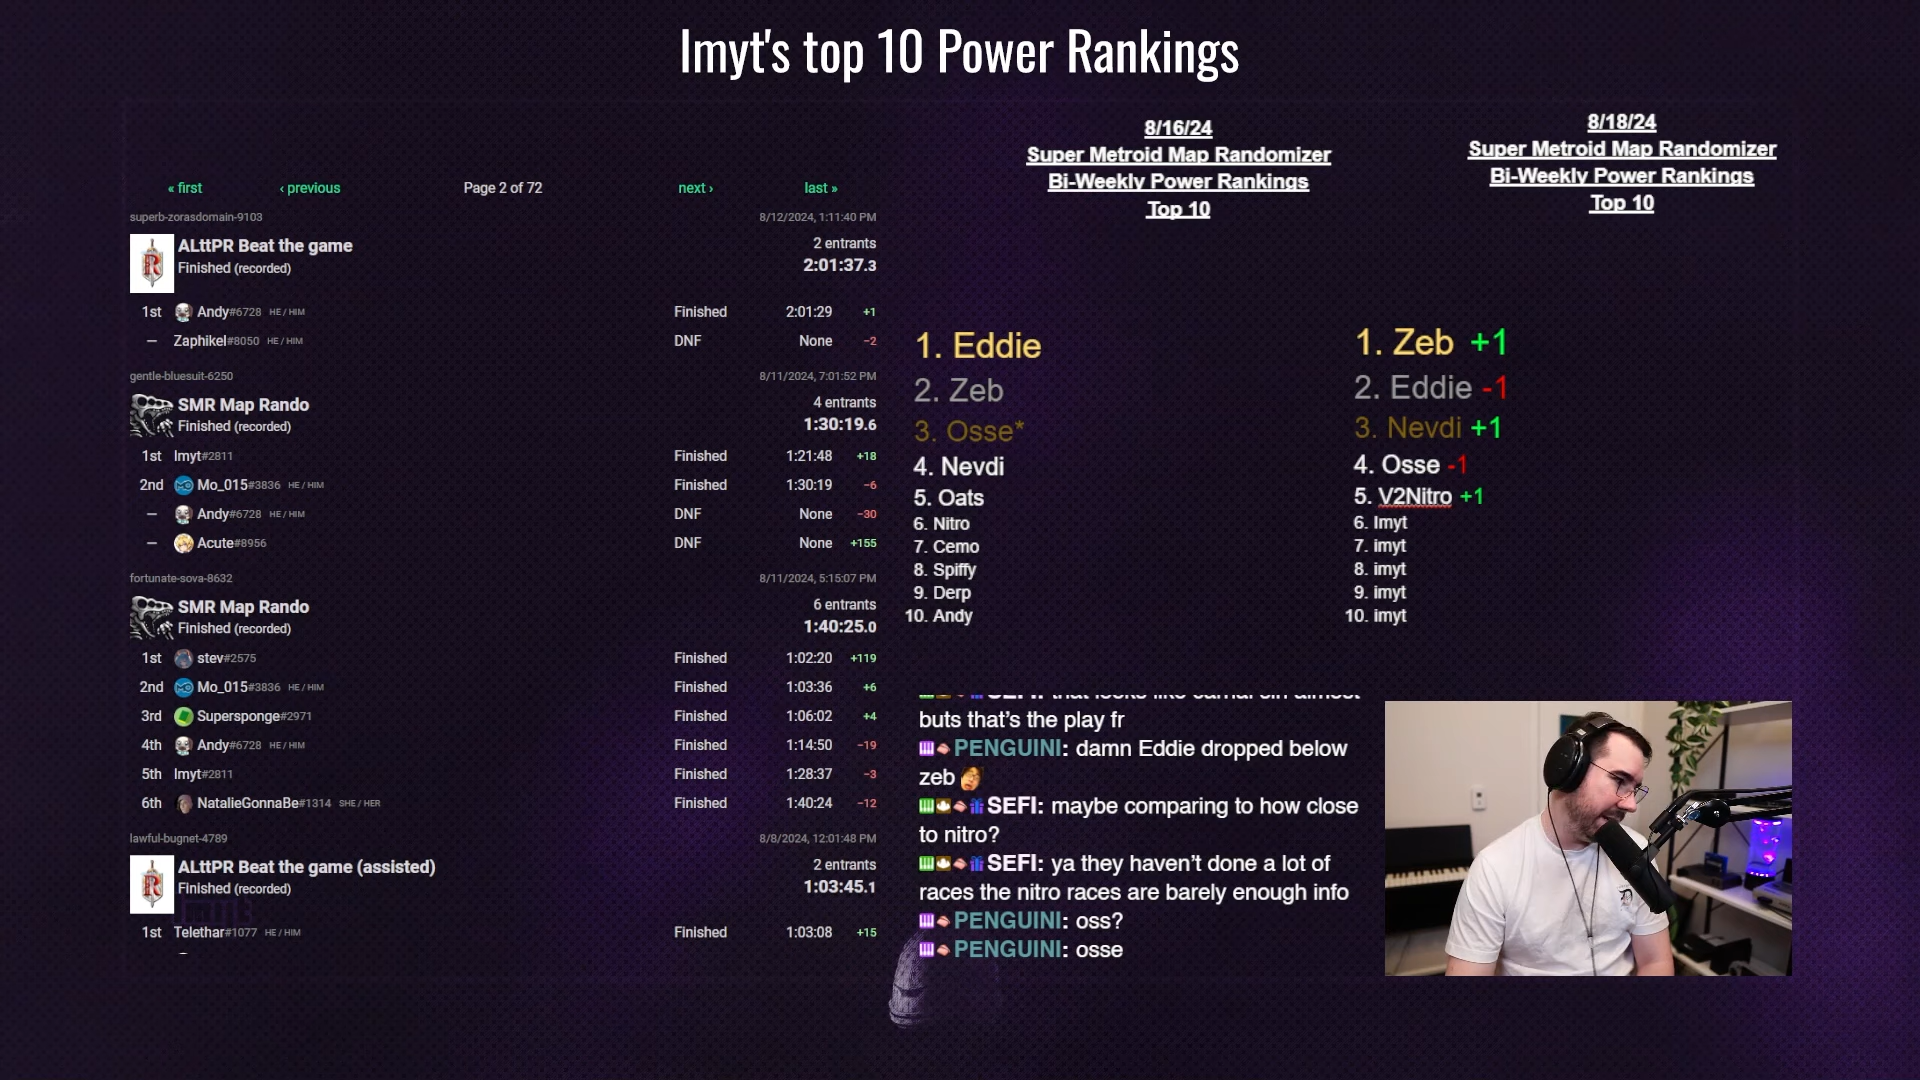 Imyt's top 10 Power Rankings
« first ‹ previous Page 2 of 72 next › last »
superb-zorasdomain-9103 8/12/2024, 1:11:40 PM
ALttPR Beat the game 2 entrants
Finished (recorded) 2:01:37.3
1st Andy#6728 HE / HIM Finished 2:01:29 +1
— Zaphikel#8050 HE / HIM DNF None −2
gentle-bluesuit-6250 8/11/2024, 7:01:52 PM
SMR Map Rando 4 entrants
Finished (recorded) 1:30:19.6
1st Imyt#2811 Finished 1:21:48 +18
2nd Mo_015#3836 HE / HIM Finished 1:30:19 −6
— Andy#6728 HE / HIM DNF None −30
— Acute#8956 DNF None +155
fortunate-sova-8632 8/11/2024, 5:15:07 PM
SMR Map Rando 6 entrants
Finished (recorded) 1:40:25.0
1st stev#2575 Finished 1:02:20 +119
2nd Mo_015#3836 HE / HIM Finished 1:03:36 +6
3rd Supersponge#2971 Finished 1:06:02 +4
4th Andy#6728 HE / HIM Finished 1:14:50 −19
5th Imyt#2811 Finished 1:28:37 −3
6th NatalieGonnaBe#1314 SHE / HER Finished 1:40:24 −12
lawful-bugnet-4789 8/8/2024, 12:01:48 PM
ALttPR Beat the game (assisted) 2 entrants
Finished (recorded) 1:03:45.1
1st Telethar#1077 HE / HIM Finished 1:03:08 +15
8/16/24
Super Metroid Map Randomizer
Bi-Weekly Power Rankings
Top 10
1. Eddie
2. Zeb
3. Osse*
4. Nevdi
5. Oats
6. Nitro
7. Cemo
8. Spiffy
9. Derp
10. Andy
8/18/24
Super Metroid Map Randomizer
Bi-Weekly Power Rankings
Top 10
1. Zeb +1
2. Eddie -1
3. Nevdi +1
4. Osse -1
5. V2Nitro +1
6. Imyt
7. imyt
8. imyt
9. imyt
10. imyt
SEFI: that looks like carnal sin almost
buts that's the play fr
PENGUINI: damn Eddie dropped below
zeb
SEFI: maybe comparing to how close
to nitro?
SEFI: ya they haven't done a lot of
races the nitro races are barely enough info
PENGUINI: oss?
PENGUINI: osse